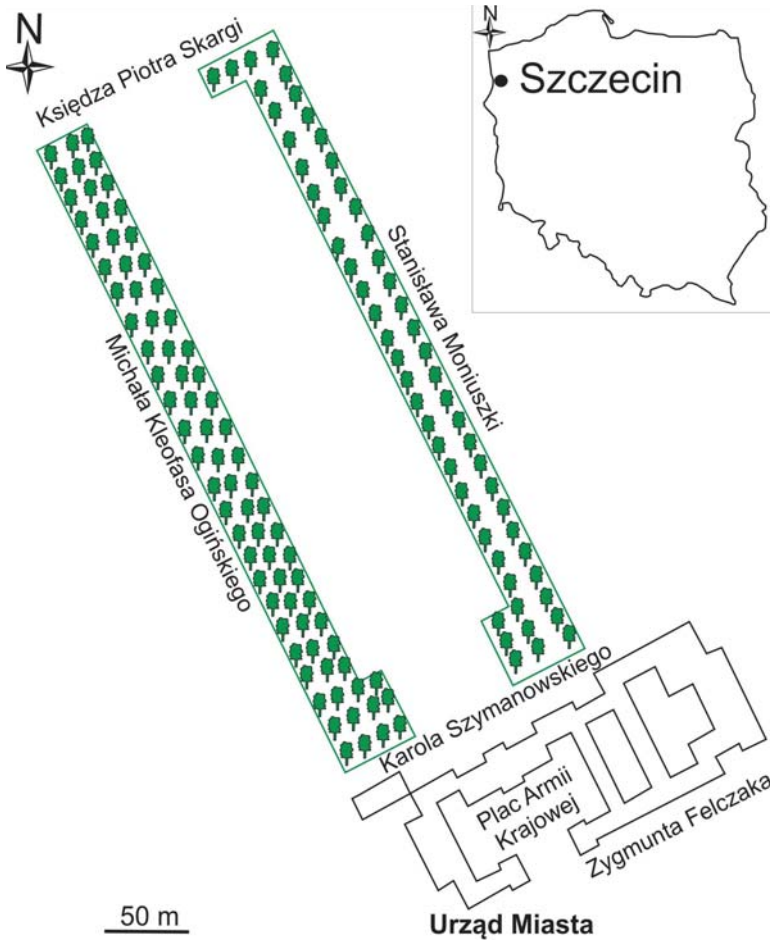 N
Księdza Piotra Skargi
N
Szczecin
Stanisława Moniuszki
Michała Kleofasa Ogińskiego
Karola Szymanowskiego
Plac Armii
Krajowej
Zygmunta Felczaka
50 m
Urząd Miasta